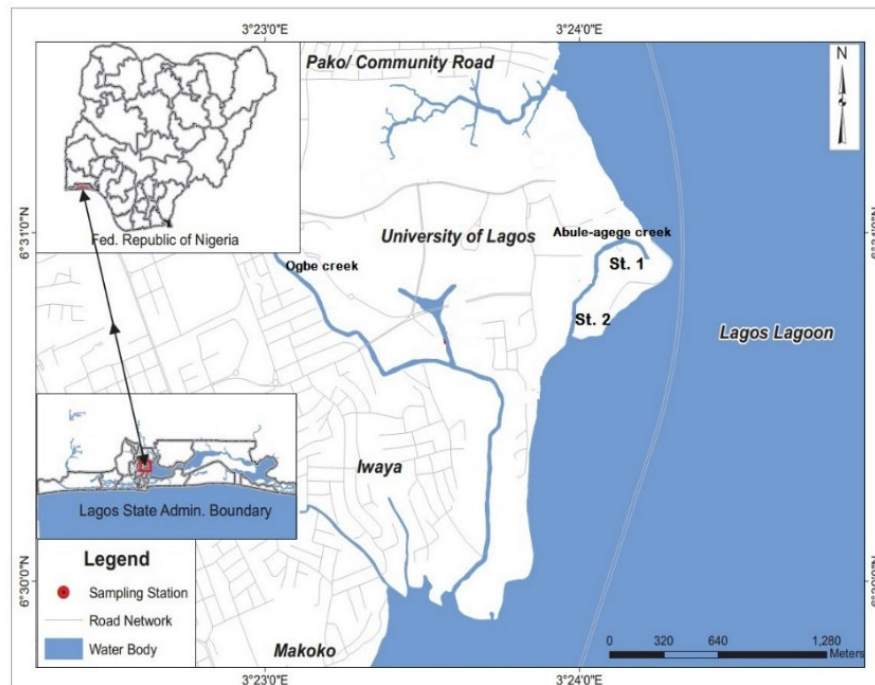 3°23'0"E
3°24'0"E
Pako/ Community Road
N
Fed. Republic of Nigeria
6°31'0"N
University of Lagos
Abule-agege creek
Ogbe creek
St. 1
St. 2
Lagos Lagoon
Iwaya
Lagos State Admin. Boundary
Legend
Sampling Station
Road Network
Water Body
6°30'0"N
Makoko
0 320 640 1,280
Meters
3°23'0"E
3°24'0"E